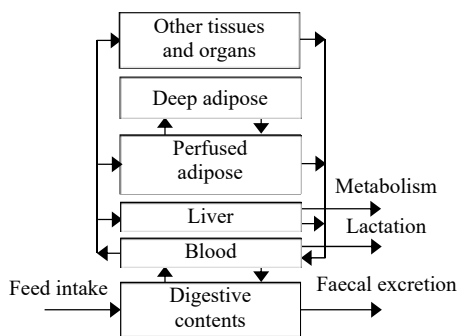 Other tissues
and organs
Deep adipose
Perfused
adipose
Metabolism
Liver
Lactation
Blood
Feed intake
Faecal excretion
Digestive
contents